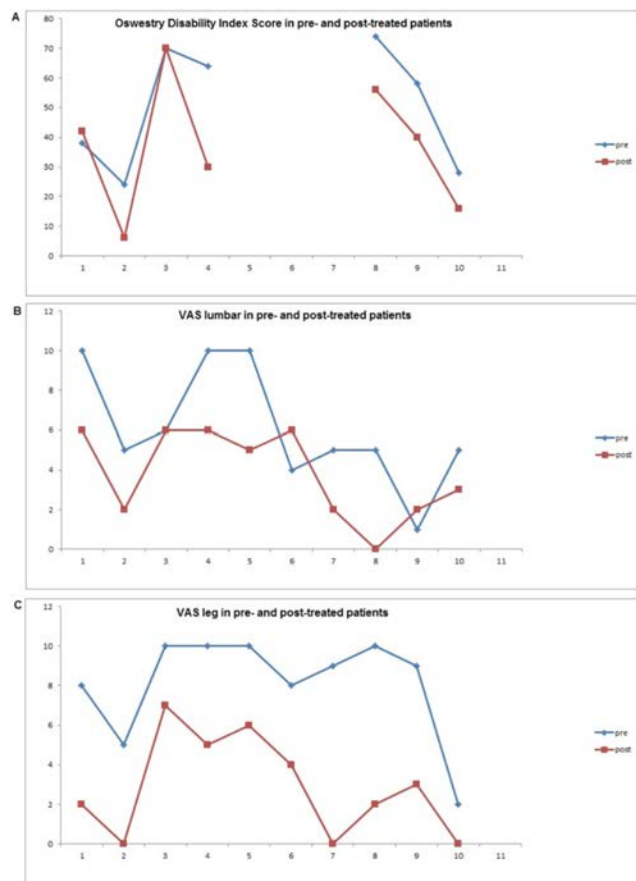 A
Oswestry Disability Index Score in pre- and post-treated patients
80
70
60
50
40
30
20
10
0
1 2 3 4 5 6 7 8 9 10 11
pre
post
B
VAS lumbar in pre- and post-treated patients
12
10
8
6
4
2
0
1 2 3 4 5 6 7 8 9 10 11
pre
post
C
VAS leg in pre- and post-treated patients
12
10
8
6
4
2
0
1 2 3 4 5 6 7 8 9 10 11
pre
post